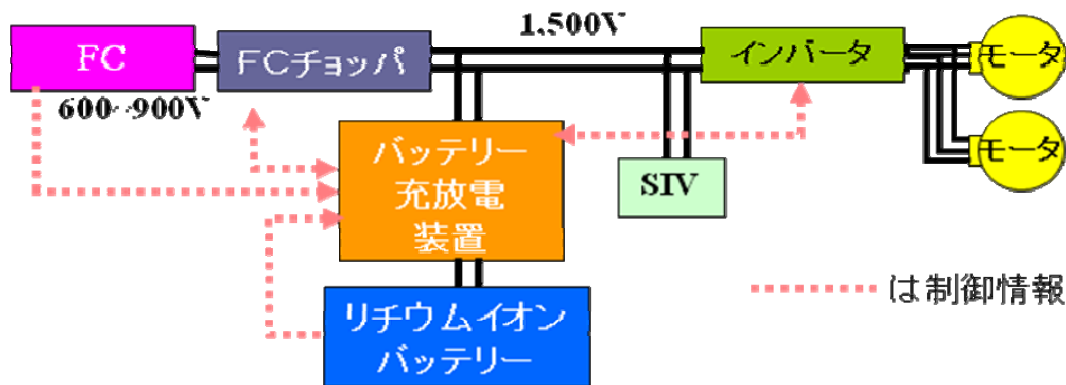 1,500V
FC
FCチョッパ
インバータ
モータ
600~900V
バッテリー
充放電
装置
SIV
モータ
は制御情報
リチウムイオン
バッテリー